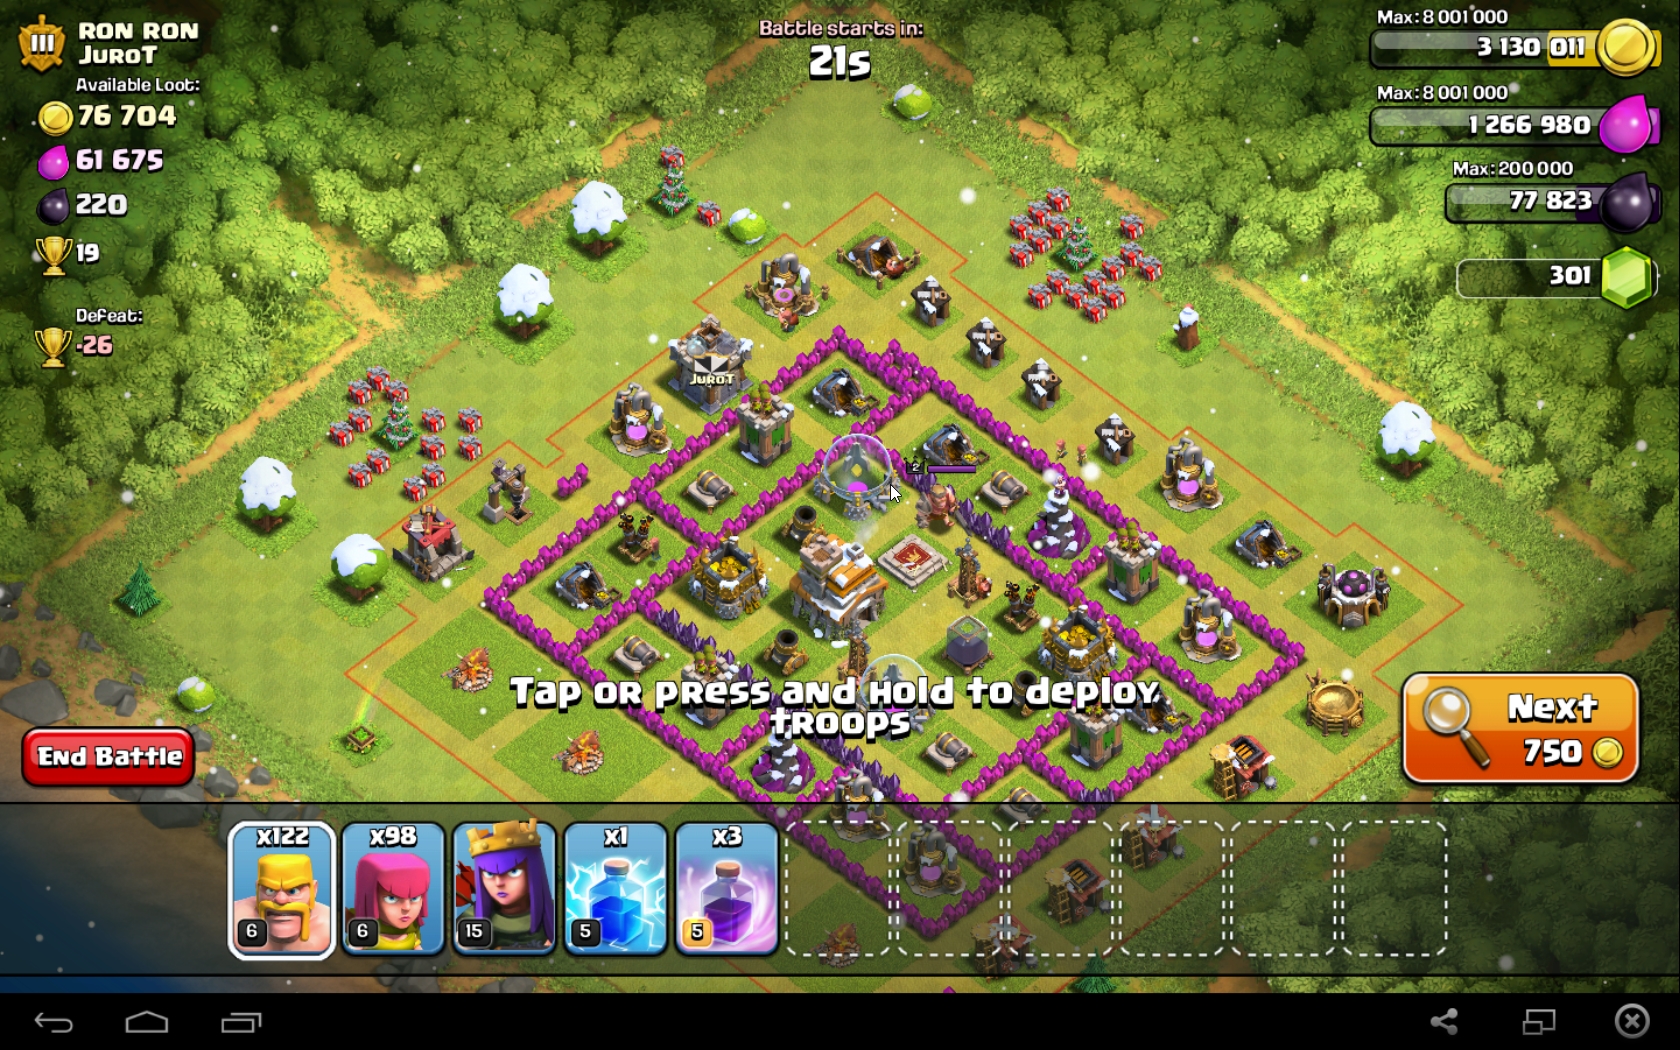 RON RON
JuroT
Available Loot:
76 704
61 675
220
19
Defeat:
-26
Battle starts in:
21s
Max: 8 001 000
3 130 011
Max: 8 001 000
1 266 980
Max: 200 000
77 823
301
JuroT
2
Tap or press and hold to deploy
troops
End Battle
Next
750
x122
6
x98
6
15
x1
5
x3
5